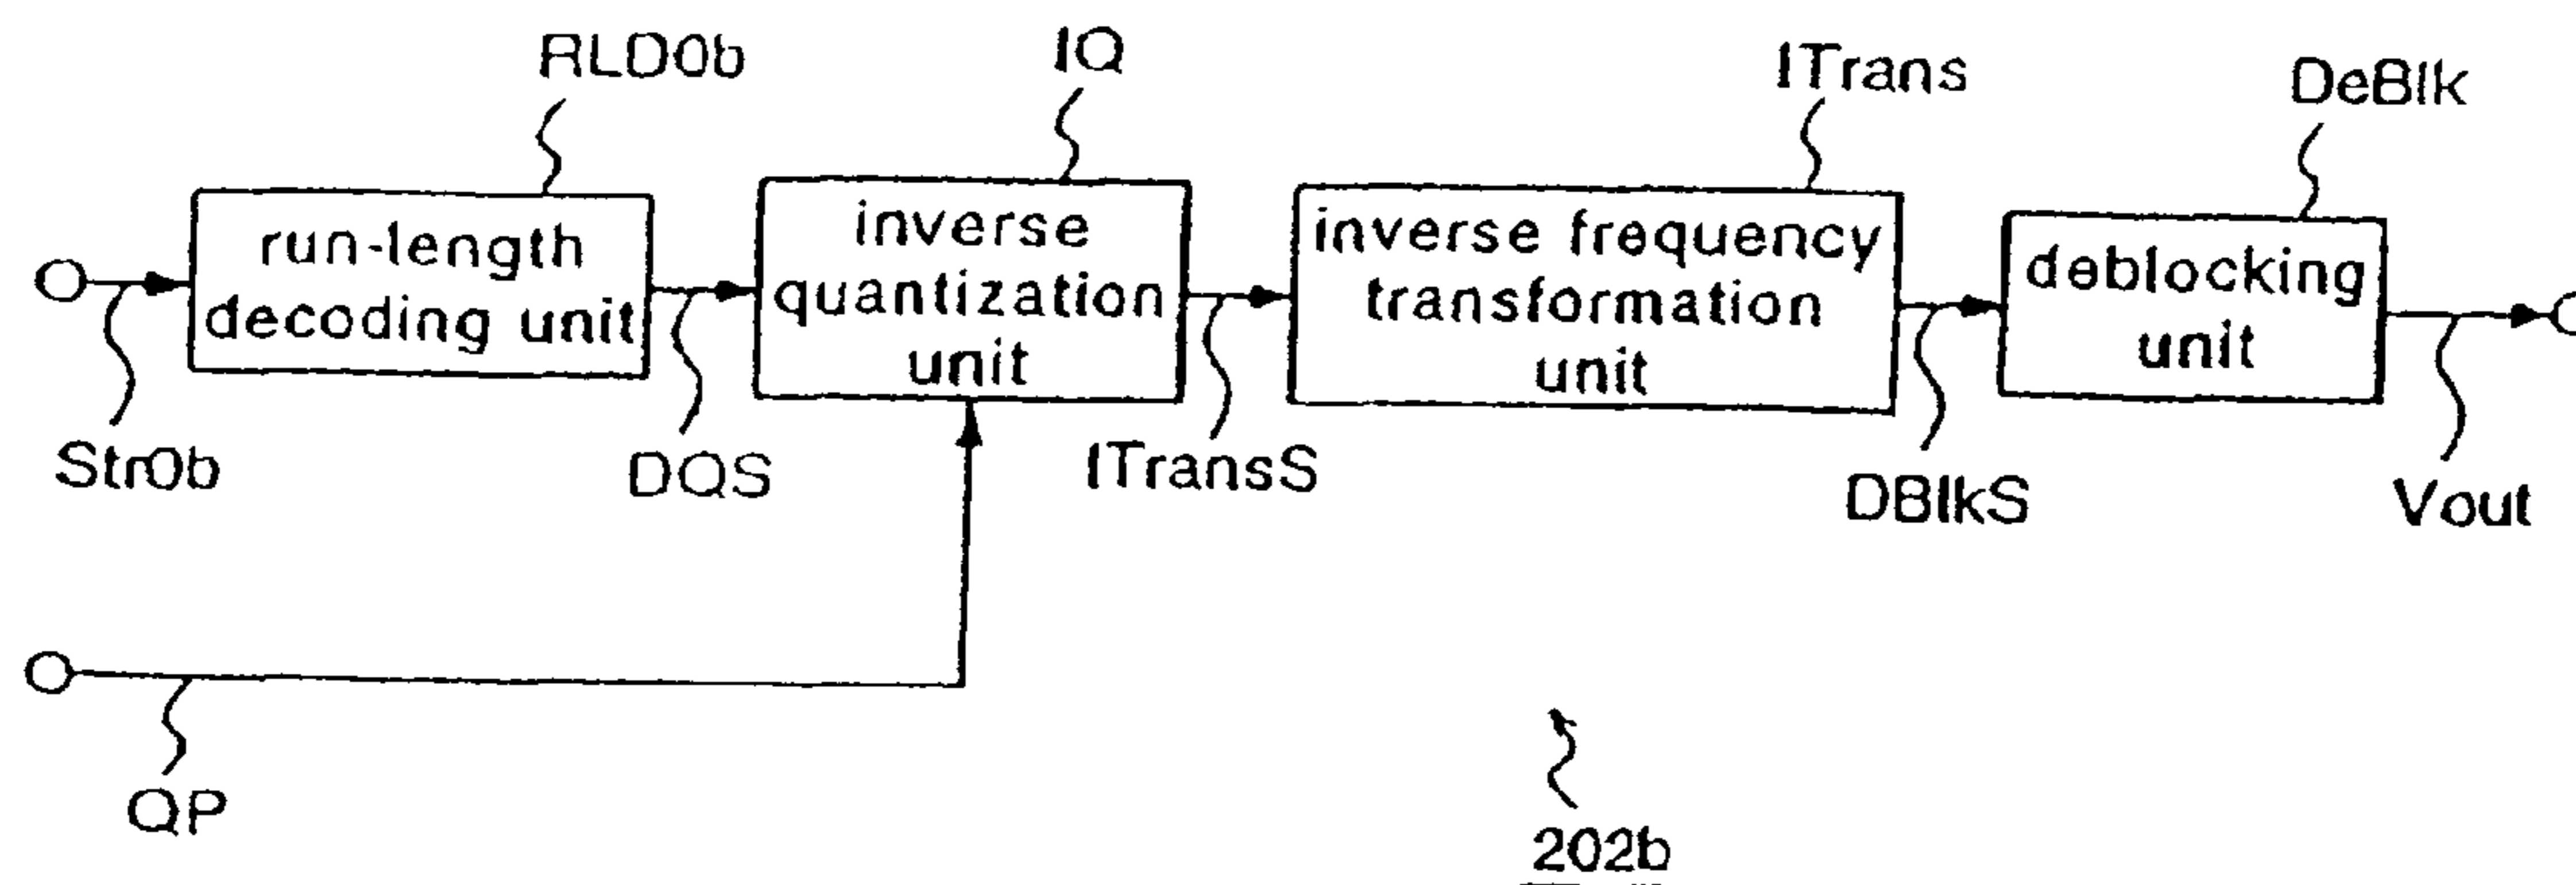 RLD0b
IQ
ITrans
DeBlk
run-length
decoding unit
inverse
quantization
unit
inverse frequency
transformation
unit
deblocking
unit
Str0b
DQS
ITransS
DBlkS
Vout
QP
202b